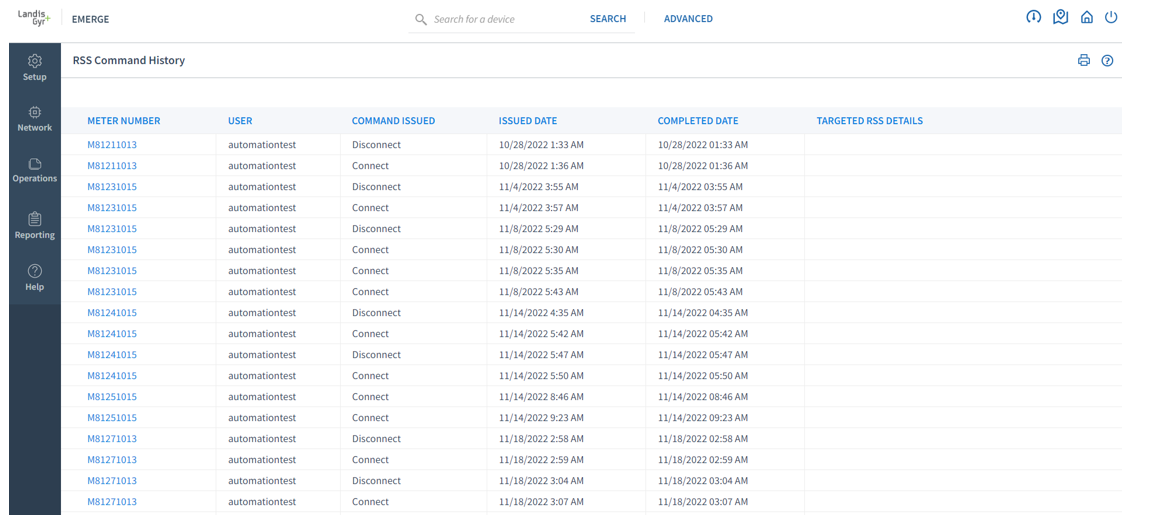 Landis
Gyr+
EMERGE
Search for a device
SEARCH
ADVANCED
Setup
Network
Operations
Reporting
Help
RSS Command History
METER NUMBER USER COMMAND ISSUED ISSUED DATE COMPLETED DATE TARGETED RSS DETAILS
M81211013 automationtest Disconnect 10/28/2022 1:33 AM 10/28/2022 01:33 AM
M81211013 automationtest Connect 10/28/2022 1:36 AM 10/28/2022 01:36 AM
M81231015 automationtest Disconnect 11/4/2022 3:55 AM 11/4/2022 03:55 AM
M81231015 automationtest Connect 11/4/2022 3:57 AM 11/4/2022 03:57 AM
M81231015 automationtest Disconnect 11/8/2022 5:29 AM 11/8/2022 05:29 AM
M81231015 automationtest Connect 11/8/2022 5:30 AM 11/8/2022 05:30 AM
M81231015 automationtest Connect 11/8/2022 5:35 AM 11/8/2022 05:35 AM
M81231015 automationtest Connect 11/8/2022 5:43 AM 11/8/2022 05:43 AM
M81241015 automationtest Disconnect 11/14/2022 4:35 AM 11/14/2022 04:35 AM
M81241015 automationtest Connect 11/14/2022 5:42 AM 11/14/2022 05:42 AM
M81241015 automationtest Disconnect 11/14/2022 5:47 AM 11/14/2022 05:47 AM
M81241015 automationtest Connect 11/14/2022 5:50 AM 11/14/2022 05:50 AM
M81251015 automationtest Connect 11/14/2022 8:46 AM 11/14/2022 08:46 AM
M81251015 automationtest Connect 11/14/2022 9:23 AM 11/14/2022 09:23 AM
M81271013 automationtest Disconnect 11/18/2022 2:58 AM 11/18/2022 02:58 AM
M81271013 automationtest Connect 11/18/2022 2:59 AM 11/18/2022 02:59 AM
M81271013 automationtest Disconnect 11/18/2022 3:04 AM 11/18/2022 03:04 AM
M81271013 automationtest Connect 11/18/2022 3:07 AM 11/18/2022 03:07 AM